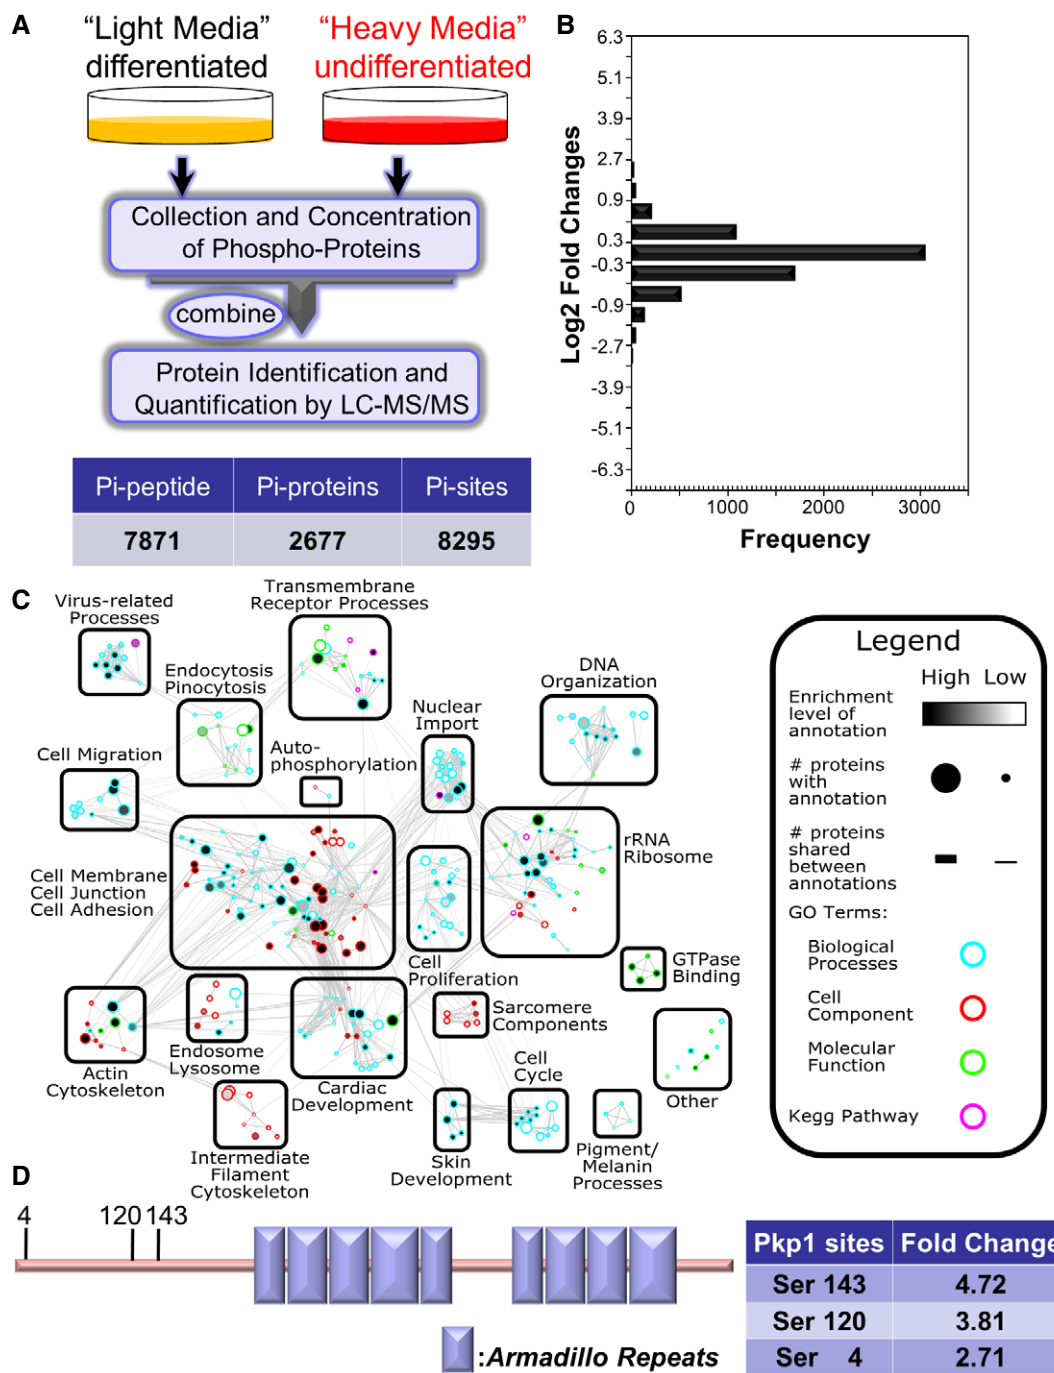 A
"Light Media"
differentiated
"Heavy Media"
undifferentiated
Collection and Concentration
of Phospho-Proteins
combine
Protein Identification and
Quantification by LC-MS/MS
Pi-peptide Pi-proteins Pi-sites
7871 2677 8295
B
Log2 Fold Changes
6.3
5.1
3.9
2.7
0.9
0.3
-0.3
-0.9
-2.7
-3.9
-5.1
-6.3
0 1000 2000 3000
Frequency
C
Virus-related
Processes
Transmembrane
Receptor Processes
Endocytosis
Pinocytosis
DNA
Organization
Nuclear
Import
Cell Migration
Auto-
phosphorylation
rRNA
Ribosome
Cell Membrane
Cell Junction
Cell Adhesion
Cell
Proliferation
GTPase
Binding
Sarcomere
Components
Actin
Cytoskeleton
Endosome
Lysosome
Cardiac
Development
Cell
Cycle
Other
Intermediate
Filament
Cytoskeleton
Skin
Development
Pigment/
Melanin
Processes
Legend
High Low
Enrichment
level of
annotation
# proteins
with
annotation
# proteins
shared
between
annotations
GO Terms:
Biological
Processes
Cell
Component
Molecular
Function
Kegg Pathway
D
4 120 143
:Armadillo Repeats
Pkp1 sites Fold Change
Ser 143 4.72
Ser 120 3.81
Ser 4 2.71